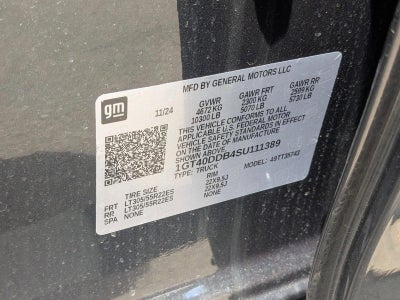 gm
MFD BY GENERAL MOTORS LLC
11/24 GVWR GAWR FRT GAWR RR
4672 KG 2300 KG 2599 KG
10300 LB 5070 LB 5730 LB
THIS VEHICLE CONFORMS TO ALL
APPLICABLE U.S. FEDERAL MOTOR
VEHICLE SAFETY STANDARDS IN EFFECT
ON THE DATE OF MANUFACTURE
SHOWN ABOVE.
1GT40DDB4SU111389
TYPE: TRUCK MODEL: 49TT35743
TIRE SIZE RIM
FRT LT305/55R22ES 22X9.5J
RR LT305/55R22ES 22X9.5J
SPA NONE NONE